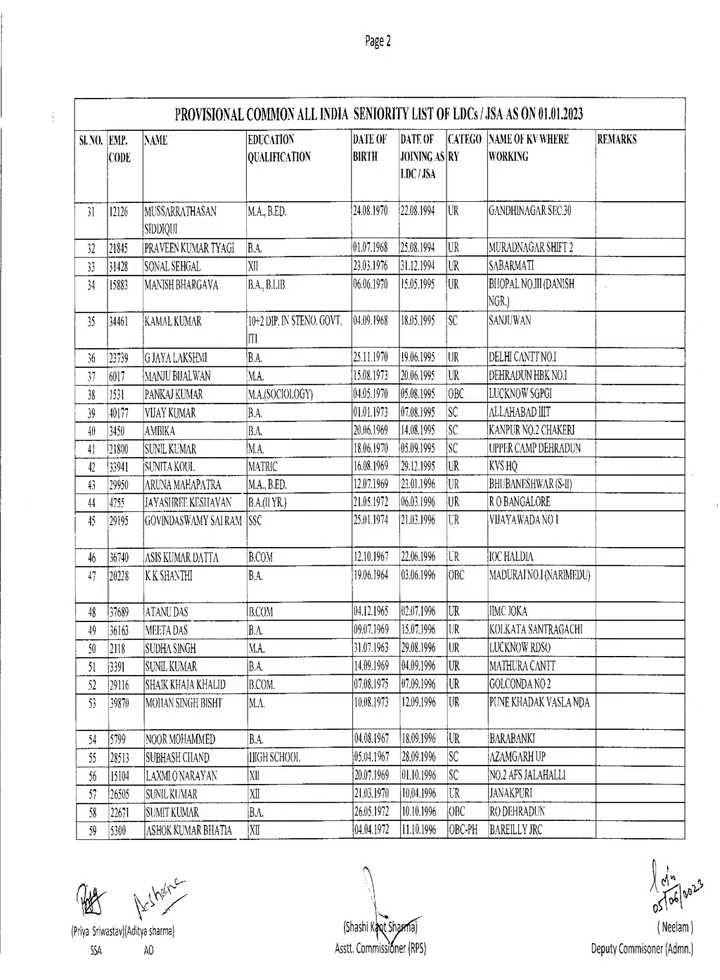 Page 2
PROVISIONAL COMMON ALL INDIA SENIORITY LIST OF LDCs / JSA AS ON 01.01.2023
SI. NO. EMP. CODE NAME EDUCATION QUALIFICATION DATE OF BIRTH DATE OF JOINING AS LDC / JSA CATEGO RY NAME OF KV WHERE WORKING REMARKS
31 12126 MUSSARRATHASAN SIDDIQUI M.A., B.ED. 24.08.1970 22.08.1994 UR GANDHINAGAR SEC.30
32 21845 PRAVEEN KUMAR TYAGI B.A. 01.07.1968 25.08.1994 UR MURADNAGAR SHIFT 2
33 31428 SONAL SEHGAL XII 23.03.1976 31.12.1994 UR SABARMATI
34 15883 MANISH BHARGAVA B.A., B.LIB 06.06.1970 15.05.1995 UR BHOPAL NO.III (DANISH NGR.)
35 34461 KAMAL KUMAR 10+2 DIP. IN STENO. GOVT. ITI 04.09.1968 18.05.1995 SC SANJUWAN
36 23739 G JAYA LAKSHMI B.A. 25.11.1970 19.06.1995 UR DELHI CANTT NO.I
37 6017 MANJU BIJALWAN M.A. 15.08.1973 20.06.1995 UR DEHRADUN HBK NO.I
38 1531 PANKAJ KUMAR M.A.(SOCIOLOGY) 04.05.1970 05.08.1995 OBC LUCKNOW SGPGI
39 40177 VIJAY KUMAR B.A. 01.01.1973 07.08.1995 SC ALLAHABAD IIIT
40 3450 AMBIKA B.A. 20.06.1969 14.08.1995 SC KANPUR NO.2 CHAKERI
41 21800 SUNIL KUMAR M.A. 18.06.1970 05.09.1995 SC UPPER CAMP DEHRADUN
42 33941 SUNITA KOUL MATRIC 16.08.1969 29.12.1995 UR KVS HQ
43 29950 ARUNA MAHAPATRA M.A., B.ED. 12.07.1969 23.01.1996 UR BHUBANESHWAR (S-II)
44 4755 JAYASHREE KESHAVAN B.A.(II YR.) 21.05.1972 06.03.1996 UR R O BANGALORE
45 29195 GOVINDASWAMY SAI RAM SSC 25.01.1974 21.03.1996 UR VIJAYAWADA NO 1
46 36740 ASIS KUMAR DATTA B.COM 12.10.1967 22.06.1996 UR IOC HALDIA
47 20228 K K SHANTHI B.A. 19.06.1964 03.06.1996 OBC MADURAI NO.I (NARIMEDU)
48 37689 ATANU DAS B.COM 04.12.1965 02.07.1996 UR JIMC JOKA
49 36163 MEETA DAS B.A. 09.07.1969 15.07.1996 UR KOLKATA SANTRAGACHI
50 2118 SUDHA SINGH M.A. 31.07.1963 29.08.1996 UR LUCKNOW RDSO
51 3391 SUNIL KUMAR B.A. 14.09.1969 04.09.1996 UR MATHURA CANTT
52 29116 SHAIK KHAJA KHALID B.COM. 07.08.1975 07.09.1996 UR GOLCONDA NO 2
53 39870 MOHAN SINGH BISHT M.A. 10.08.1973 12.09.1996 UR PUNE KHADAK VASLA NDA
54 5799 NOOR MOHAMMED B.A. 04.08.1967 18.09.1996 UR BARABANKI
55 28513 SUBHASH CHAND HIGH SCHOOL 05.04.1967 28.09.1996 SC AZAMGARH UP
56 15104 LAXMI O NARAYAN XII 20.07.1969 01.10.1996 SC NO.2 AFS JALAHALLI
57 26505 SUNIL KUMAR XII 21.03.1970 10.04.1996 UR JANAKPURI
58 22671 SUMIT KUMAR B.A. 26.05.1972 10.10.1996 OBC RO DEHRADUN
59 5300 ASHOK KUMAR BHATIA XII 04.04.1972 11.10.1996 OBC-PH BAREILLY JRC
05/06/2023
(Priya Sriwastav)(Aditya sharma) (Shashi Kant Sharma) ( Neelam )
SSA AO Asstt. Commissioner (RPS) Deputy Commisoner (Admn.)